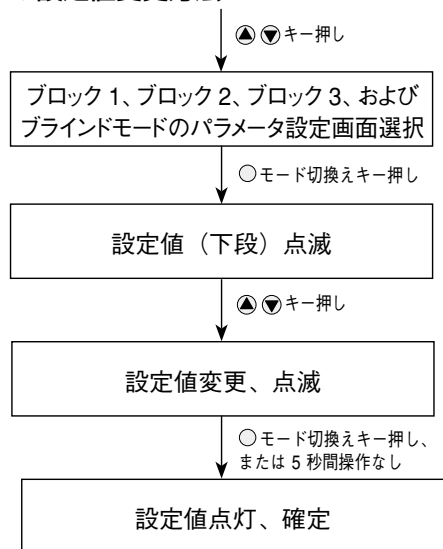 キー押し
ブロック 1、ブロック 2、ブロック 3、および
ブラインドモードのパラメータ設定画面選択
○モード切換えキー押し
設定値（下段）点滅
キー押し
設定値変更、点滅
○モード切換えキー押し、
または 5 秒間操作なし
設定値点灯、確定